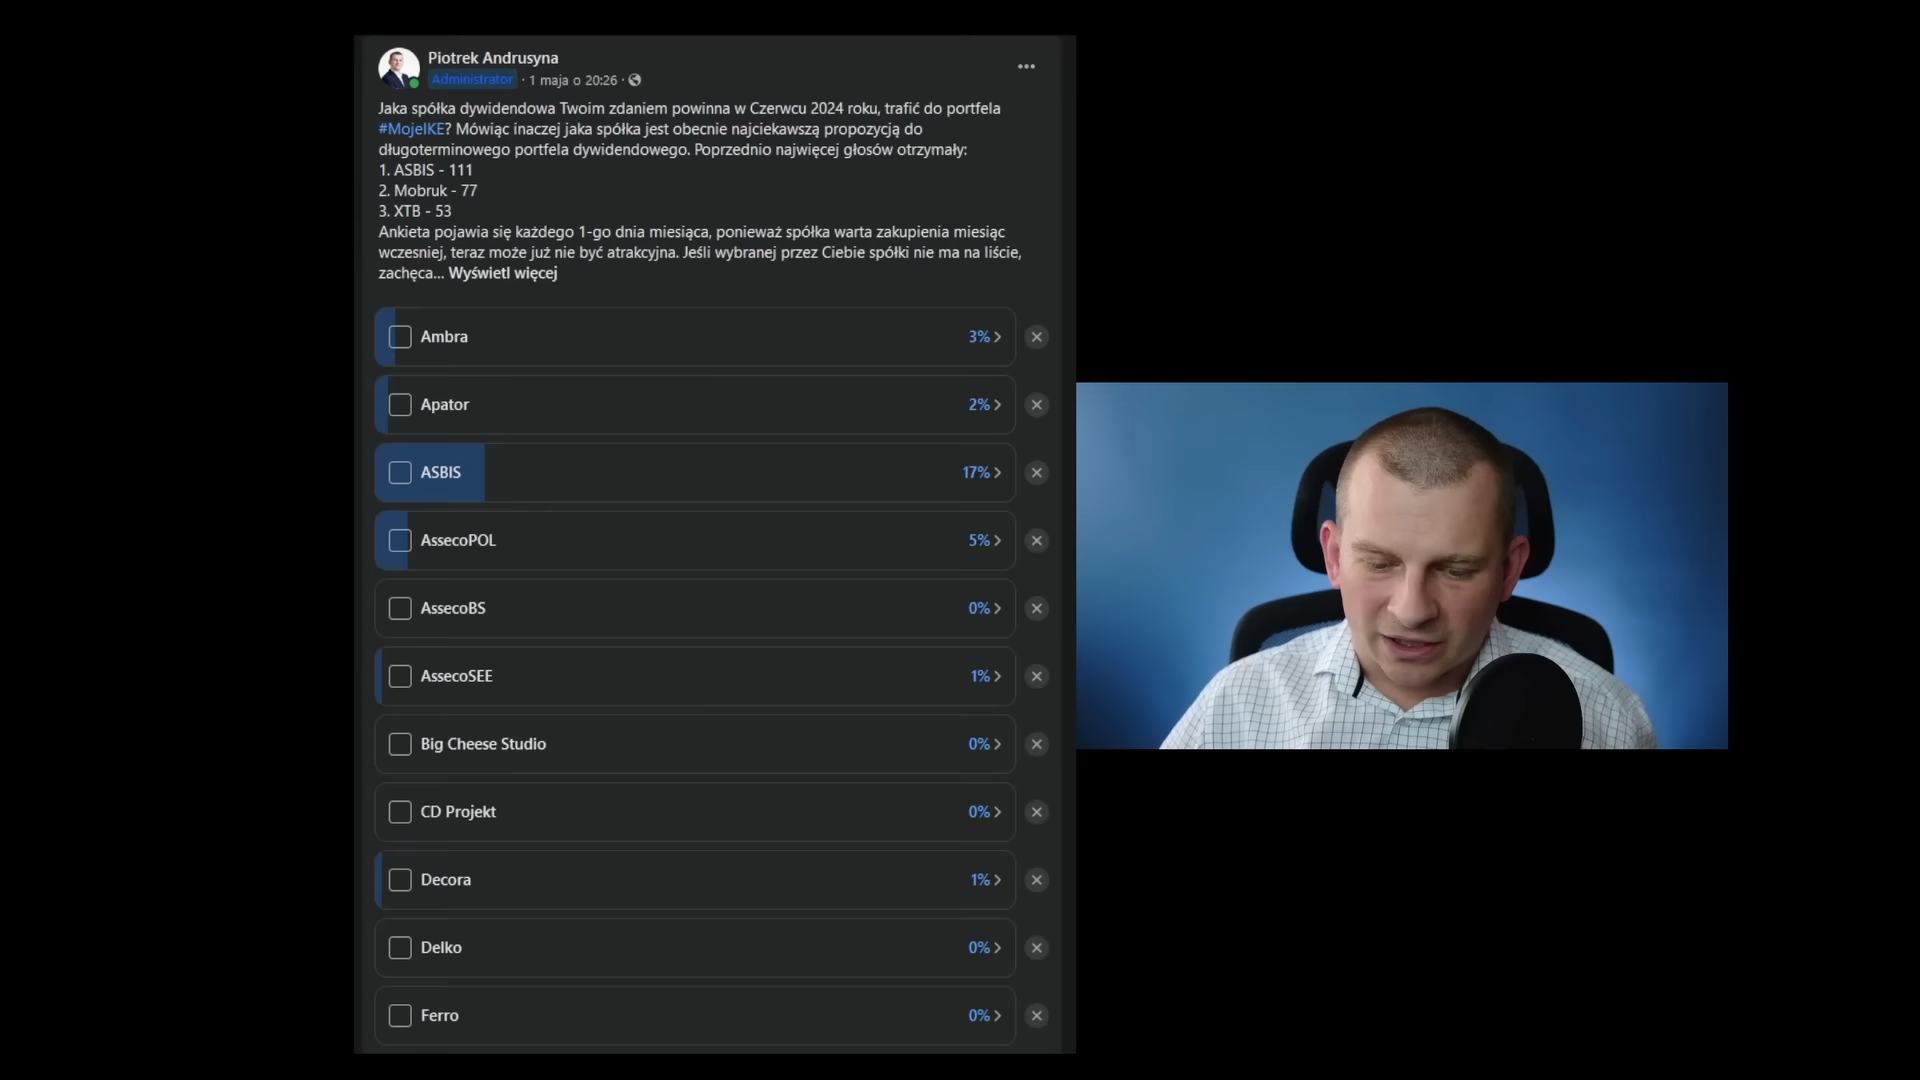 Piotrek Andrusyna
Administrator · 1 maja o 20:26 ·
Jaka spółka dywidendowa Twoim zdaniem powinna w Czerwcu 2024 roku, trafić do portfela
#MojeIKE? Mówiąc inaczej jaka spółka jest obecnie najciekawszą propozycją do
długoterminowego portfela dywidendowego. Poprzednio najwięcej głosów otrzymały:
1. ASBIS - 111
2. Mobruk - 77
3. XTB - 53
Ankieta pojawia się każdego 1-go dnia miesiąca, ponieważ spółka warta zakupienia miesiąc
wczesniej, teraz może już nie być atrakcyjna. Jeśli wybranej przez Ciebie spółki nie ma na liście,
zachęca... Wyświetl więcej
Ambra 3%
Apator 2%
ASBIS 17%
AssecoPOL 5%
AssecoBS 0%
AssecoSEE 1%
Big Cheese Studio 0%
CD Projekt 0%
Decora 1%
Delko 0%
Ferro 0%